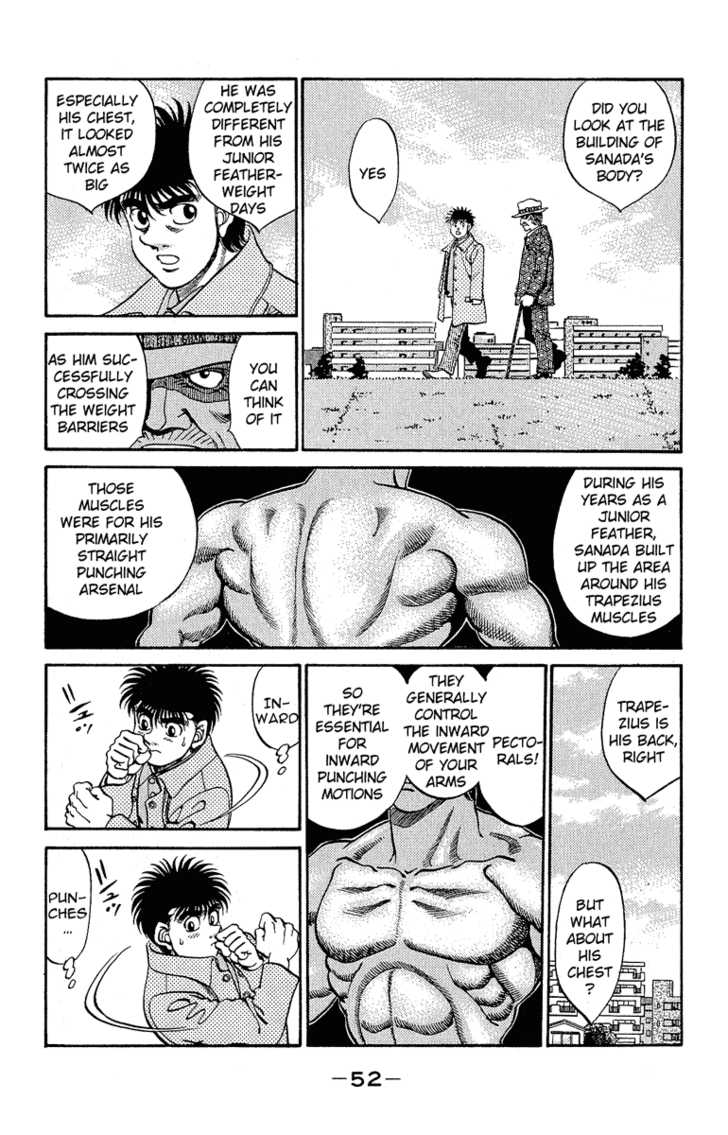 DID YOU
LOOK AT THE
BUILDING OF
SANADA'S
BODY?
YES
HE WAS
COMPLETELY
DIFFERENT
FROM HIS
JUNIOR
FEATHER-
WEIGHT
DAYS
ESPECIALLY
HIS CHEST,
IT LOOKED
ALMOST
TWICE AS
BIG
YOU
CAN
THINK
OF IT
AS HIM SUC-
CESSFULLY
CROSSING
THE WEIGHT
BARRIERS
DURING HIS
YEARS AS A
JUNIOR
FEATHER,
SANADA BUILT
UP THE AREA
AROUND HIS
TRAPEZIUS
MUSCLES
THOSE
MUSCLES
WERE FOR HIS
PRIMARILY
STRAIGHT
PUNCHING
ARSENAL
TRAPE-
ZIUS IS
HIS BACK,
RIGHT
BUT
WHAT
ABOUT
HIS
CHEST
?
PECTO-
RALS!
THEY
GENERALLY
CONTROL
THE INWARD
MOVEMENT
OF YOUR
ARMS
SO
THEY'RE
ESSENTIAL
FOR
INWARD
PUNCHING
MOTIONS
IN-
WARD
PUN-
CHES
...
-52-